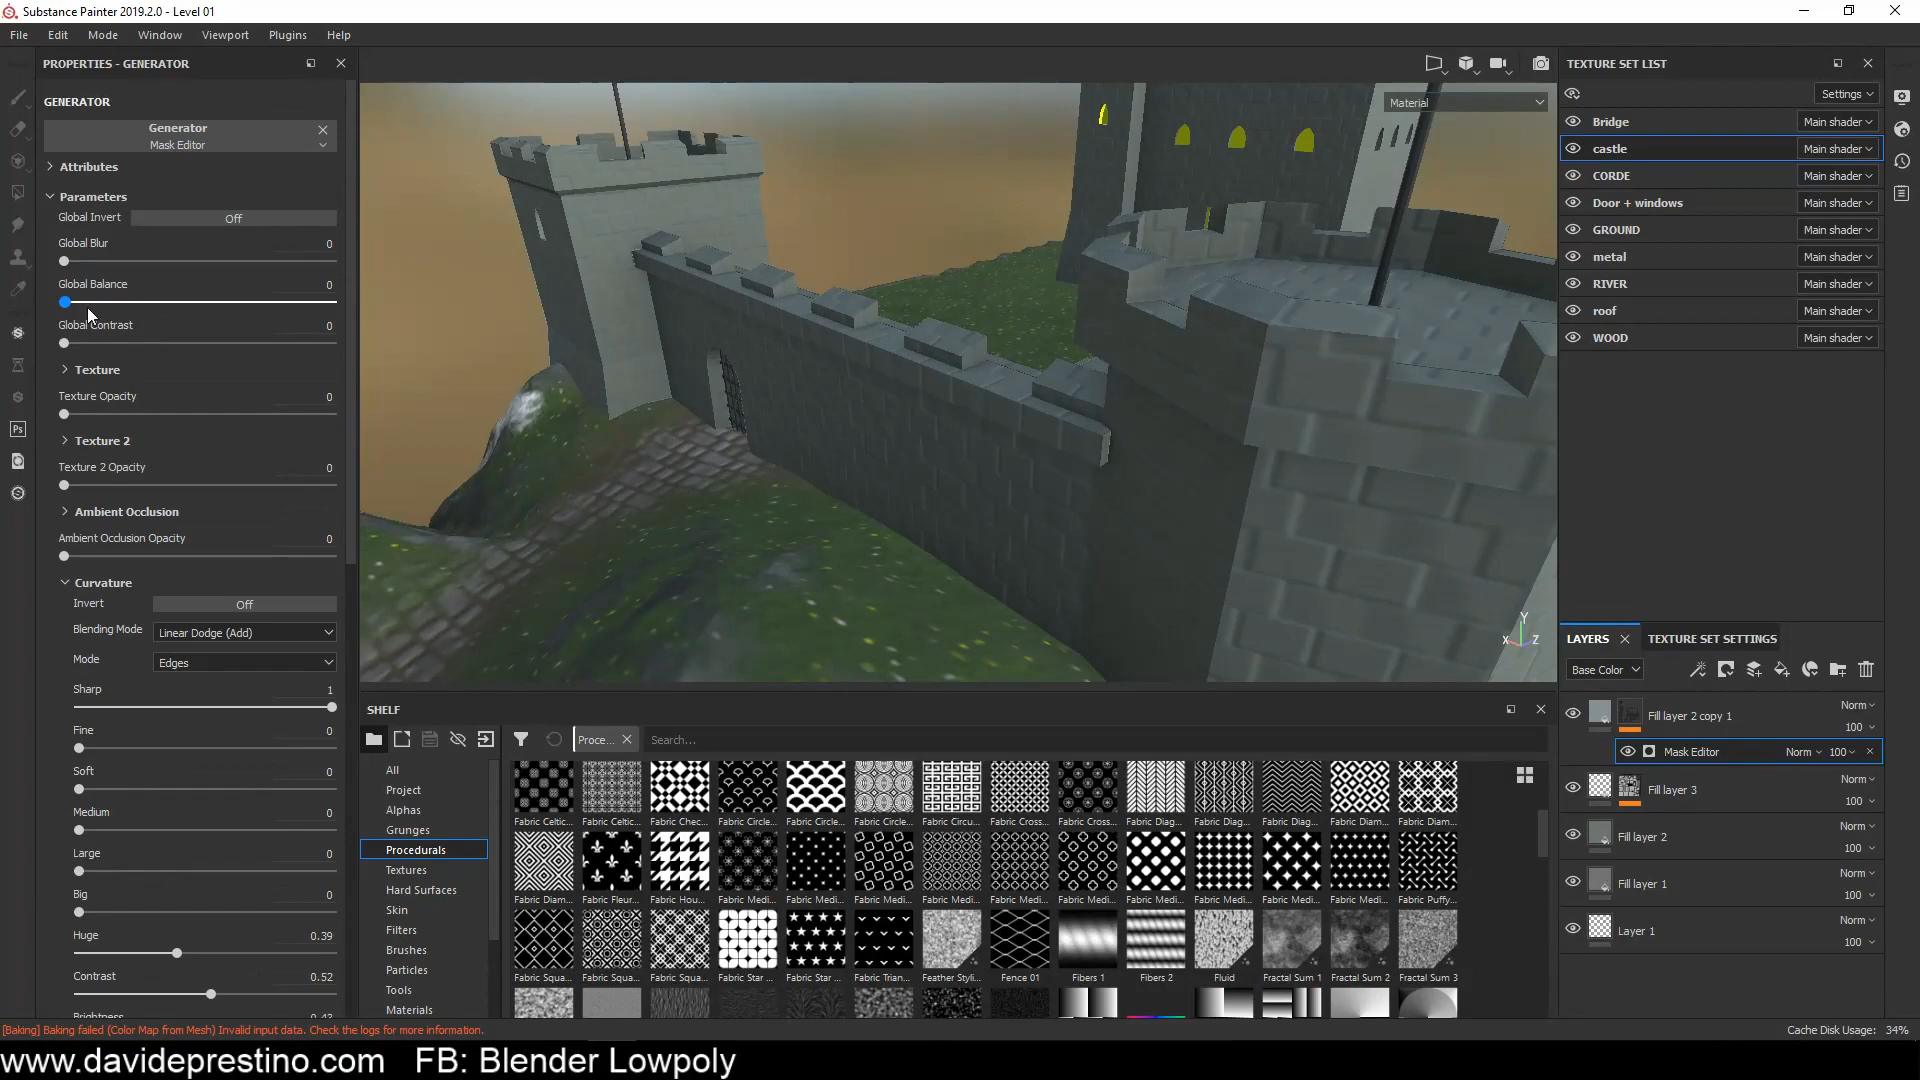 Substance Painter 2019.2.0 - Level 01
File Edit Mode Window Viewport Plugins Help
PROPERTIES - GENERATOR
GENERATOR
Generator
Mask Editor
Attributes
Parameters
Global Invert Off
Global Blur 0
Global Balance 0
Global Contrast 0
Texture
Texture Opacity 0
Texture 2
Texture 2 Opacity 0
Ambient Occlusion
Ambient Occlusion Opacity 0
Curvature
Invert Off
Blending Mode Linear Dodge (Add)
Mode Edges
Sharp 1
Fine 0
Soft 0
Medium 0
Large 0
Big 0
Huge 0.39
Contrast 0.52
Material
Y
X Z
SHELF
Proce...
Search...
All
Project
Alphas
Grunges
Procedurals
Textures
Hard Surfaces
Skin
Filters
Brushes
Particles
Tools
Materials
Fabric Celtic... Fabric Celtic... Fabric Chec... Fabric Circle... Fabric Circle... Fabric Circle... Fabric Circu... Fabric Cross... Fabric Cross... Fabric Diag... Fabric Diag... Fabric Diag... Fabric Diam... Fabric Diam...
Fabric Diam... Fabric Fleur... Fabric Hou... Fabric Medi... Fabric Medi... Fabric Medi... Fabric Medi... Fabric Medi... Fabric Medi... Fabric Medi... Fabric Medi... Fabric Medi... Fabric Medi... Fabric Puffy...
Fabric Squa... Fabric Squa... Fabric Squa... Fabric Star ... Fabric Star ... Fabric Trian... Feather Styli... Fence 01 Fibers 1 Fibers 2 Fluid Fractal Sum 1 Fractal Sum 2 Fractal Sum 3
TEXTURE SET LIST
Settings
Bridge Main shader
castle Main shader
CORDE Main shader
Door + windows Main shader
GROUND Main shader
metal Main shader
RIVER Main shader
roof Main shader
WOOD Main shader
LAYERS TEXTURE SET SETTINGS
Base Color
Fill layer 2 copy 1 Norm
100
Mask Editor Norm 100
Fill layer 3 Norm
100
Fill layer 2 Norm
100
Fill layer 1 Norm
100
Layer 1 Norm
100
Ps
[Baking] Baking failed (Color Map from Mesh) Invalid input data. Check the logs for more information.
Cache Disk Usage: 34%
www.davideprestino.com FB: Blender Lowpoly